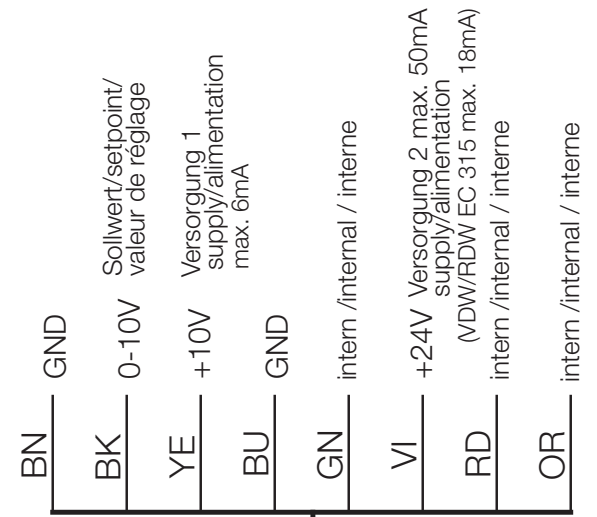 BN
GND
BK
0-10V
Sollwert/setpoint/
valeur de réglage
YE
+10V
Versorgung 1
supply/alimentation
max. 6mA
BU
GND
GN
intern /internal / interne
VI
+24V Versorgung 2 max. 50mA
supply/alimentation
(VDW/RDW EC 315 max. 18mA)
RD
intern /internal / interne
OR
intern /internal / interne